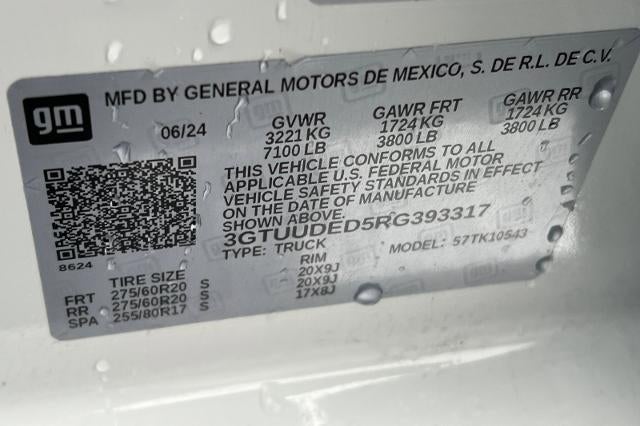 gm
MFD BY GENERAL MOTORS DE MEXICO, S. DE R.L. DE C.V.
06/24
GVWR GAWR FRT GAWR RR
3221 KG 1724 KG 1724 KG
7100 LB 3800 LB 3800 LB
THIS VEHICLE CONFORMS TO ALL
APPLICABLE U.S. FEDERAL MOTOR
VEHICLE SAFETY STANDARDS IN EFFECT
ON THE DATE OF MANUFACTURE
SHOWN ABOVE.
3GTUUDED5RG393317
TYPE: TRUCK MODEL: 57TK10543
8624
TIRE SIZE RIM
FRT 275/60R20 S 20X9J
RR 275/60R20 S 20X9J
SPA 255/80R17 S 17X8J